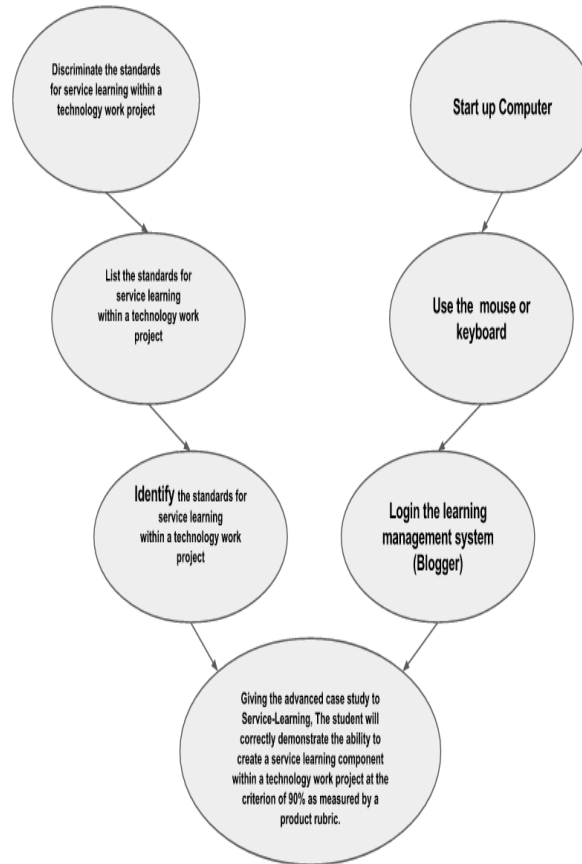 Discriminate the standards
for service learning within a
technology work project
Start up Computer
List the standards for
service learning
within a technology work
project
Use the mouse or
keyboard
Identify the standards for
service learning
within a technology work
project
Login the learning
management system
(Blogger)
Giving the advanced case study to
Service-Learning, The student will
correctly demonstrate the ability to
create a service learning component
within a technology work project at the
criterion of 90% as measured by a
product rubric.